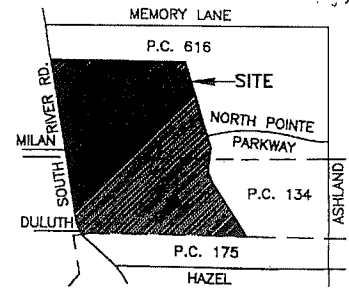 MEMORY LANE
P.C. 616
SITE
SOUTH RIVER RD.
NORTH POINTE
PARKWAY
MILAN
P.C. 134
ASHLAND
DULUTH
P.C. 175
HAZEL